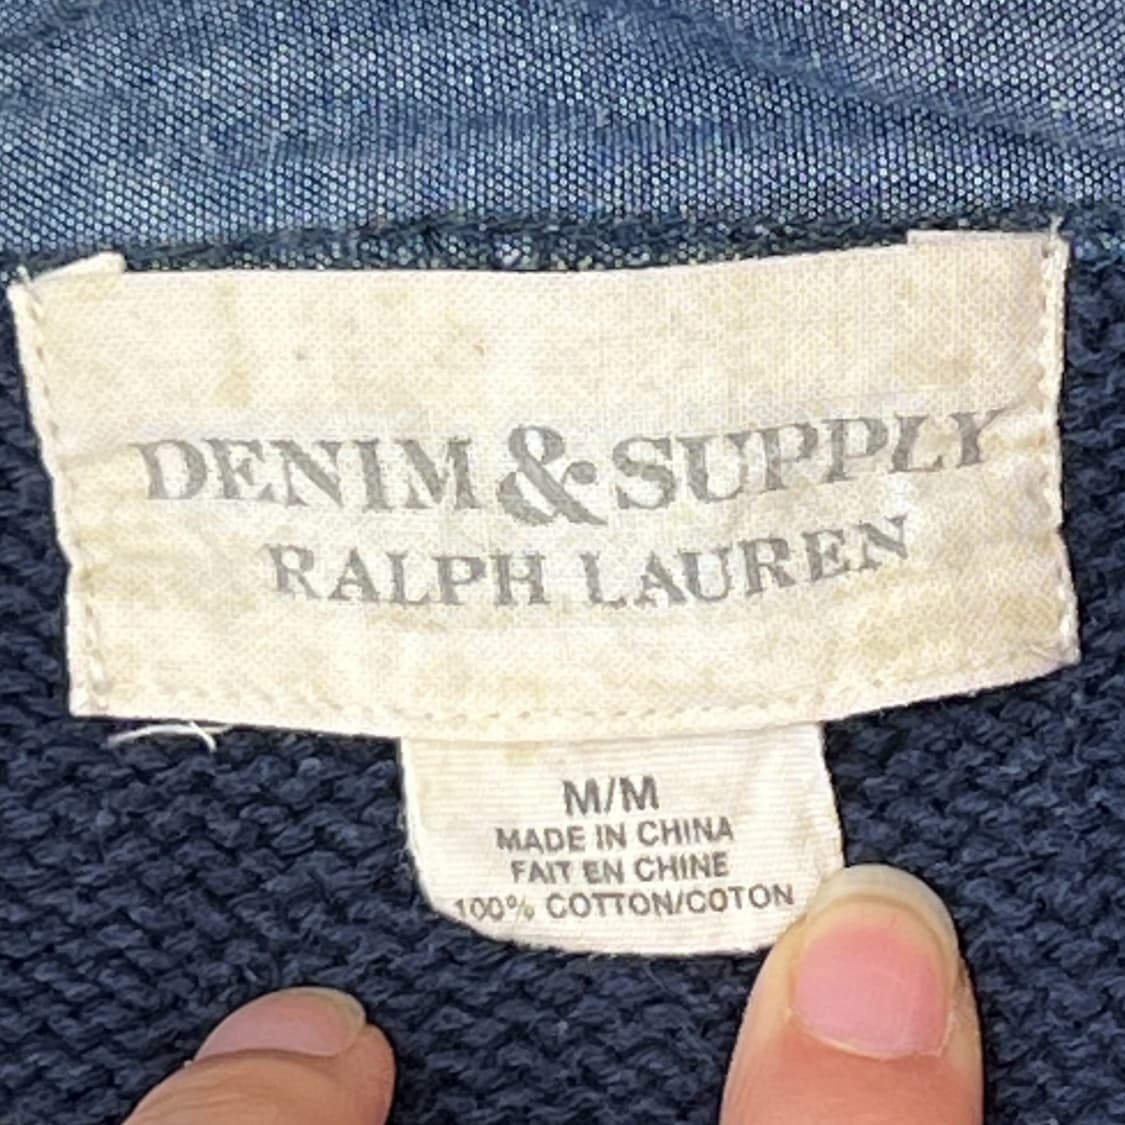 DENIM & SUPPLY
RALPH LAUREN
M/M
MADE IN CHINA
FAIT EN CHINE
100% COTTON/COTON